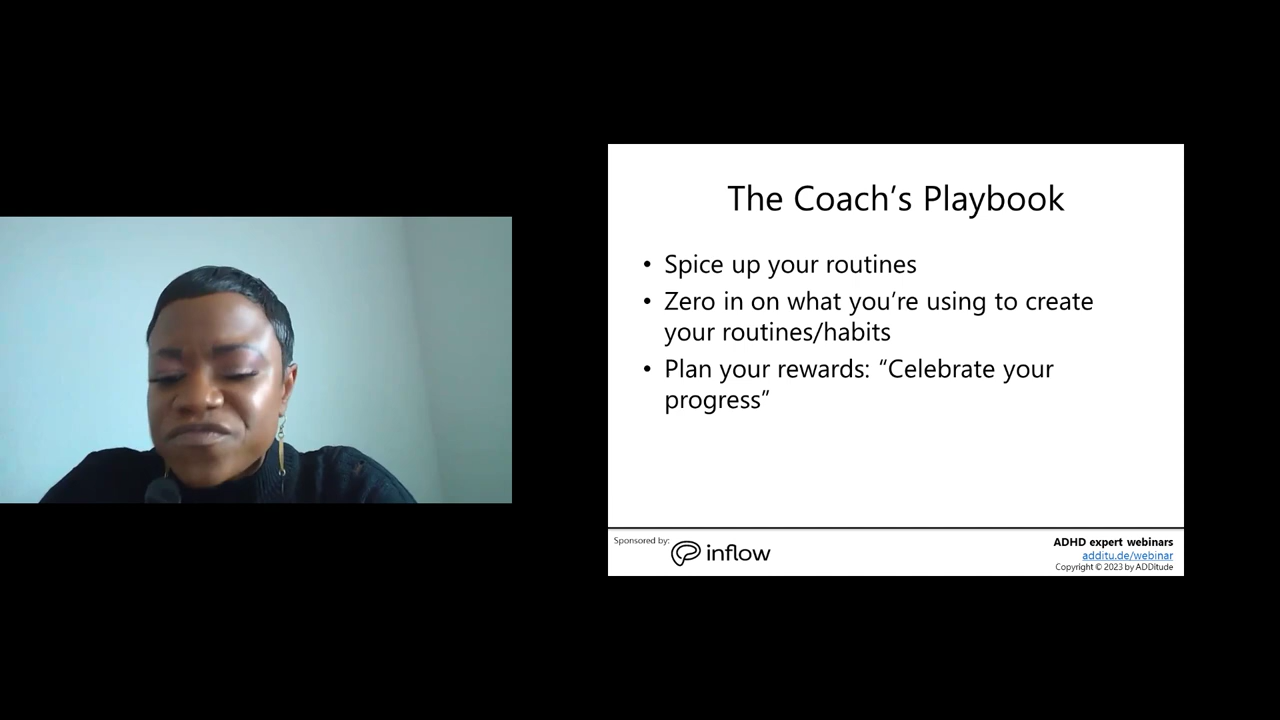 The Coach’s Playbook
• Spice up your routines
• Zero in on what you’re using to create
your routines/habits
• Plan your rewards: “Celebrate your
progress”
Sponsored by:
inflow
ADHD expert webinars
additu.de/webinar
Copyright © 2023 by ADDitude